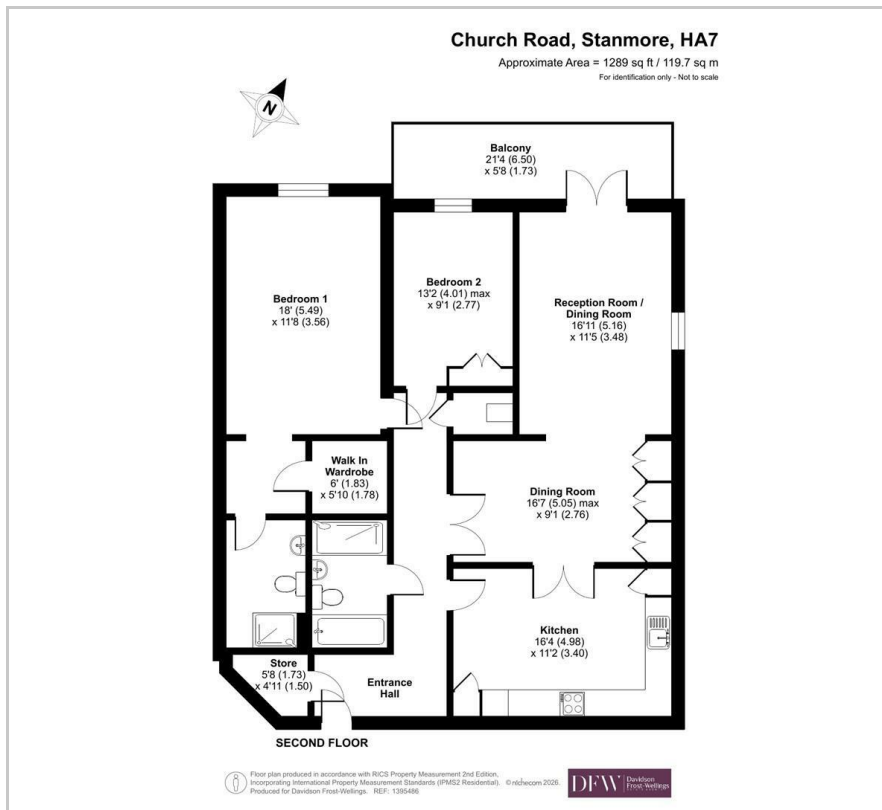 Church Road, Stanmore, HA7
Approximate Area = 1289 sq ft / 119.7 sq m
For identification only - Not to scale
N
Balcony
21'4 (6.50)
x 5'8 (1.73)
Bedroom 1
18' (5.49)
x 11'8 (3.56)
Bedroom 2
13'2 (4.01) max
x 9'1 (2.77)
Reception Room /
Dining Room
16'11 (5.16)
x 11'5 (3.48)
Walk In
Wardrobe
6' (1.83)
x 5'10 (1.78)
Dining Room
16'7 (5.05) max
x 9'1 (2.76)
Kitchen
16'4 (4.98)
x 11'2 (3.40)
Store
5'8 (1.73)
x 4'11 (1.50)
Entrance
Hall
SECOND FLOOR
Floor plan produced in accordance with RICS Property Measurement 2nd Edition.
Incorporating International Property Measurement Standards (IPMS2 Residential). © nichecom 2026.
Produced for Davidson Frost-Wellings. REF: 1395486
DFW
Davidson
Frost-Wellings